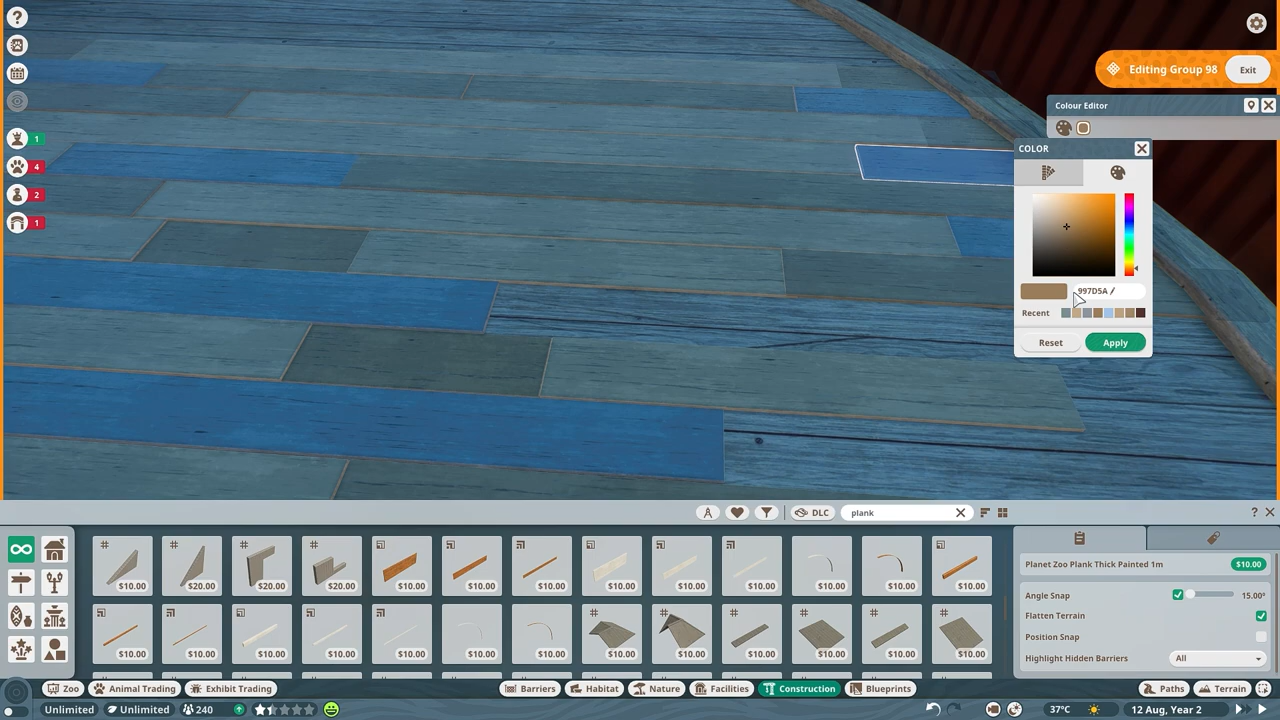 ?
Editing Group 98
Exit
Colour Editor
1
COLOR
4
2
1
997D5A
Recent
Reset
Apply
DLC
plank
?
$10.00
$20.00
$20.00
$20.00
$10.00
$10.00
$10.00
$10.00
$10.00
$10.00
$10.00
$10.00
$10.00
Planet Zoo Plank Thick Painted 1m
$10.00
Angle Snap
15.00°
Flatten Terrain
$10.00
$10.00
$10.00
$10.00
$10.00
$10.00
$10.00
$10.00
$10.00
$10.00
$10.00
$10.00
$10.00
Position Snap
Highlight Hidden Barriers
All
Zoo
Animal Trading
Exhibit Trading
Barriers
Habitat
Nature
Facilities
Construction
Blueprints
Paths
Terrain
Unlimited
Unlimited
240
37°C
12 Aug, Year 2